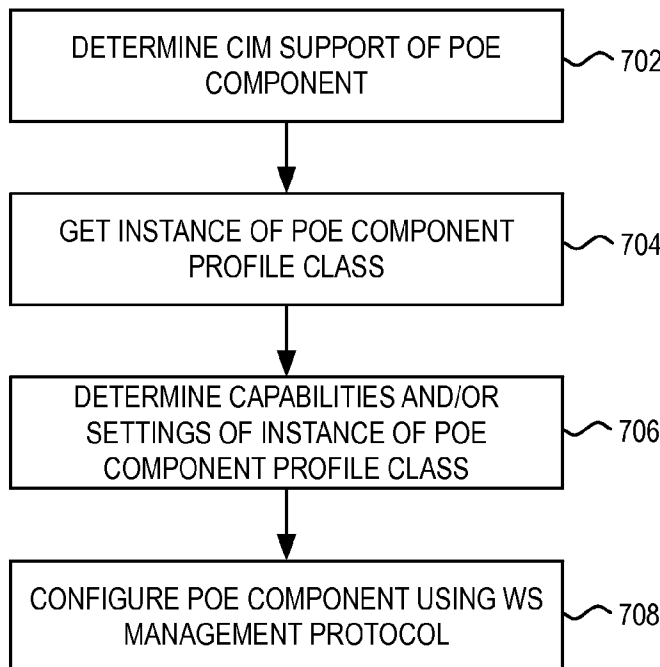 DETERMINE CIM SUPPORT OF POE
COMPONENT
702
GET INSTANCE OF POE COMPONENT
PROFILE CLASS
704
DETERMINE CAPABILITIES AND/OR
SETTINGS OF INSTANCE OF POE
COMPONENT PROFILE CLASS
706
CONFIGURE POE COMPONENT USING WS
MANAGEMENT PROTOCOL
708